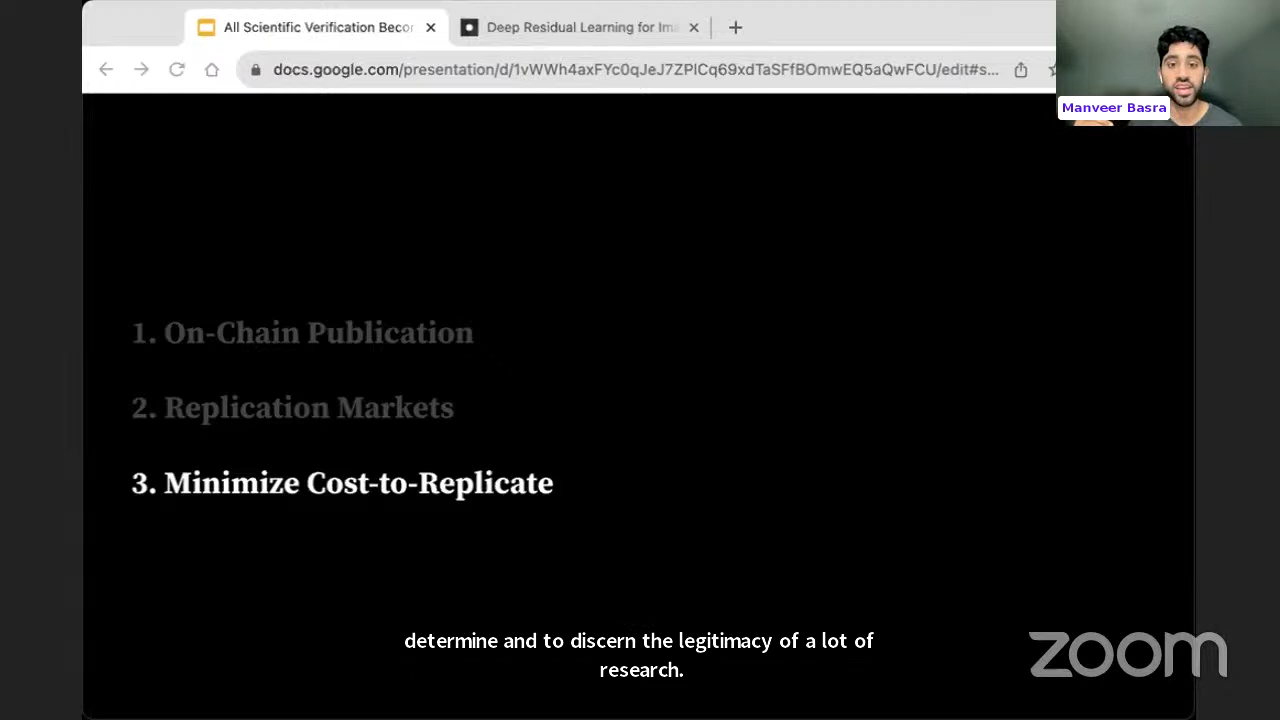 All Scientific Verification Becor
Deep Residual Learning for Ima
docs.google.com/presentation/d/1vWWh4axFYc0qJeJ7ZPlCq69xdTaSFfBOmwEQ5aQwFCU/edit#s...
Manveer Basra
1. On-Chain Publication
2. Replication Markets
3. Minimize Cost-to-Replicate
determine and to discern the legitimacy of a lot of
research.
zoom